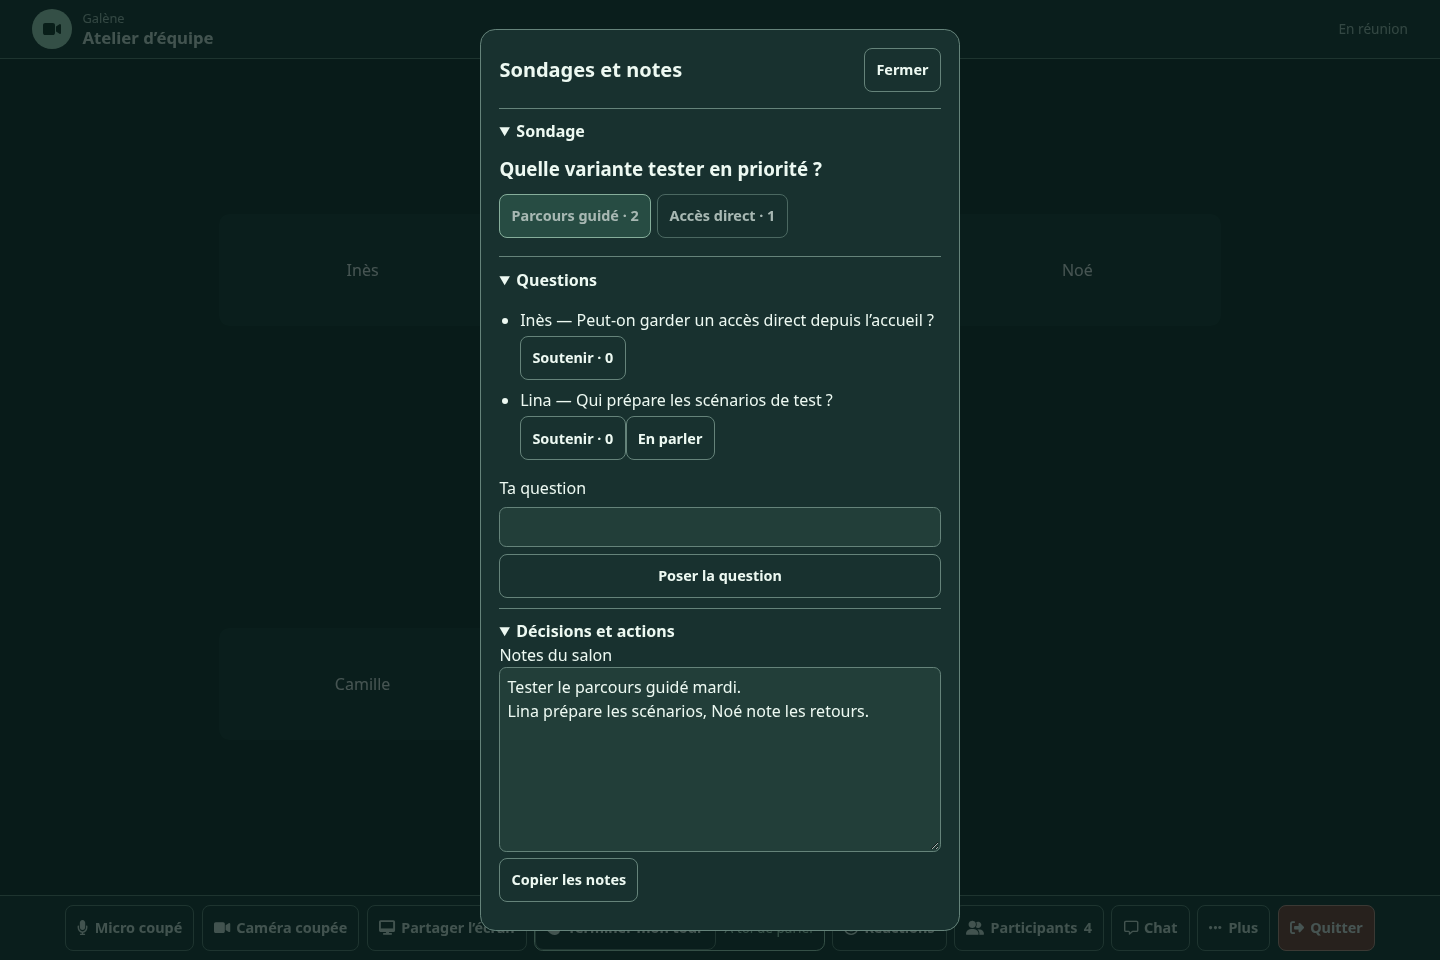 Galène
Atelier d’équipe
En réunion
Sondages et notes
Fermer
Sondage
Quelle variante tester en priorité ?
Parcours guidé · 2
Accès direct · 1
Inès
Noé
Questions
Inès — Peut-on garder un accès direct depuis l’accueil ?
Soutenir · 0
Lina — Qui prépare les scénarios de test ?
Soutenir · 0
En parler
Ta question
Poser la question
Décisions et actions
Notes du salon
Camille
Tester le parcours guidé mardi.
Lina prépare les scénarios, Noé note les retours.
Copier les notes
Micro coupé
Caméra coupée
Partager l’écran
Terminer mon tour
Réactions
Participants 4
Chat
Plus
Quitter